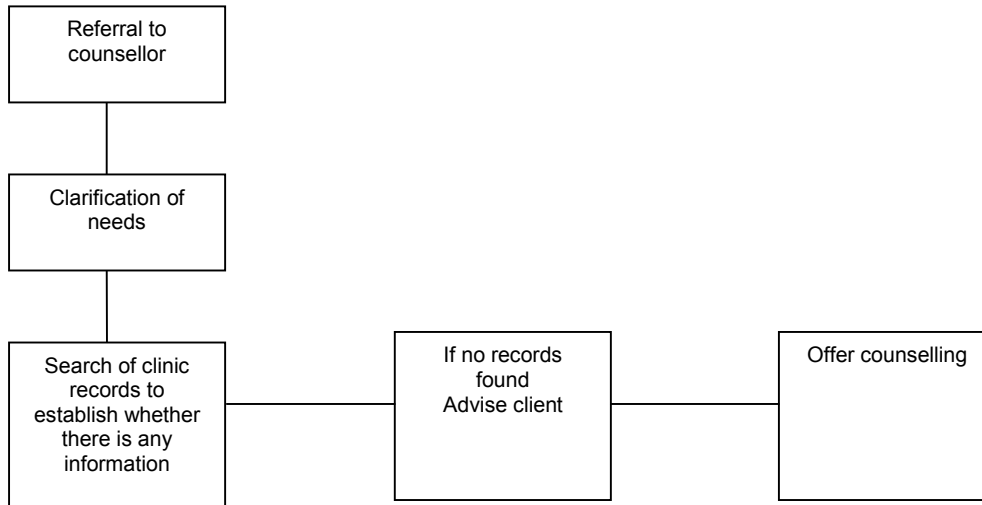 Referral to
counsellor
Clarification of
needs
Search of clinic
records to
establish whether
there is any
information
If no records
found
Advise client
Offer counselling